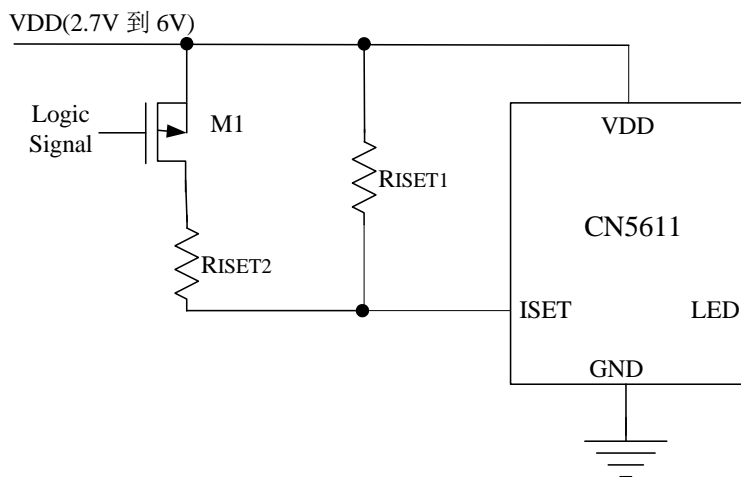 VDD(2.7V 到 6V)
Logic
Signal
M1
RISET1
RISET2
VDD
CN5611
ISET
LED
GND